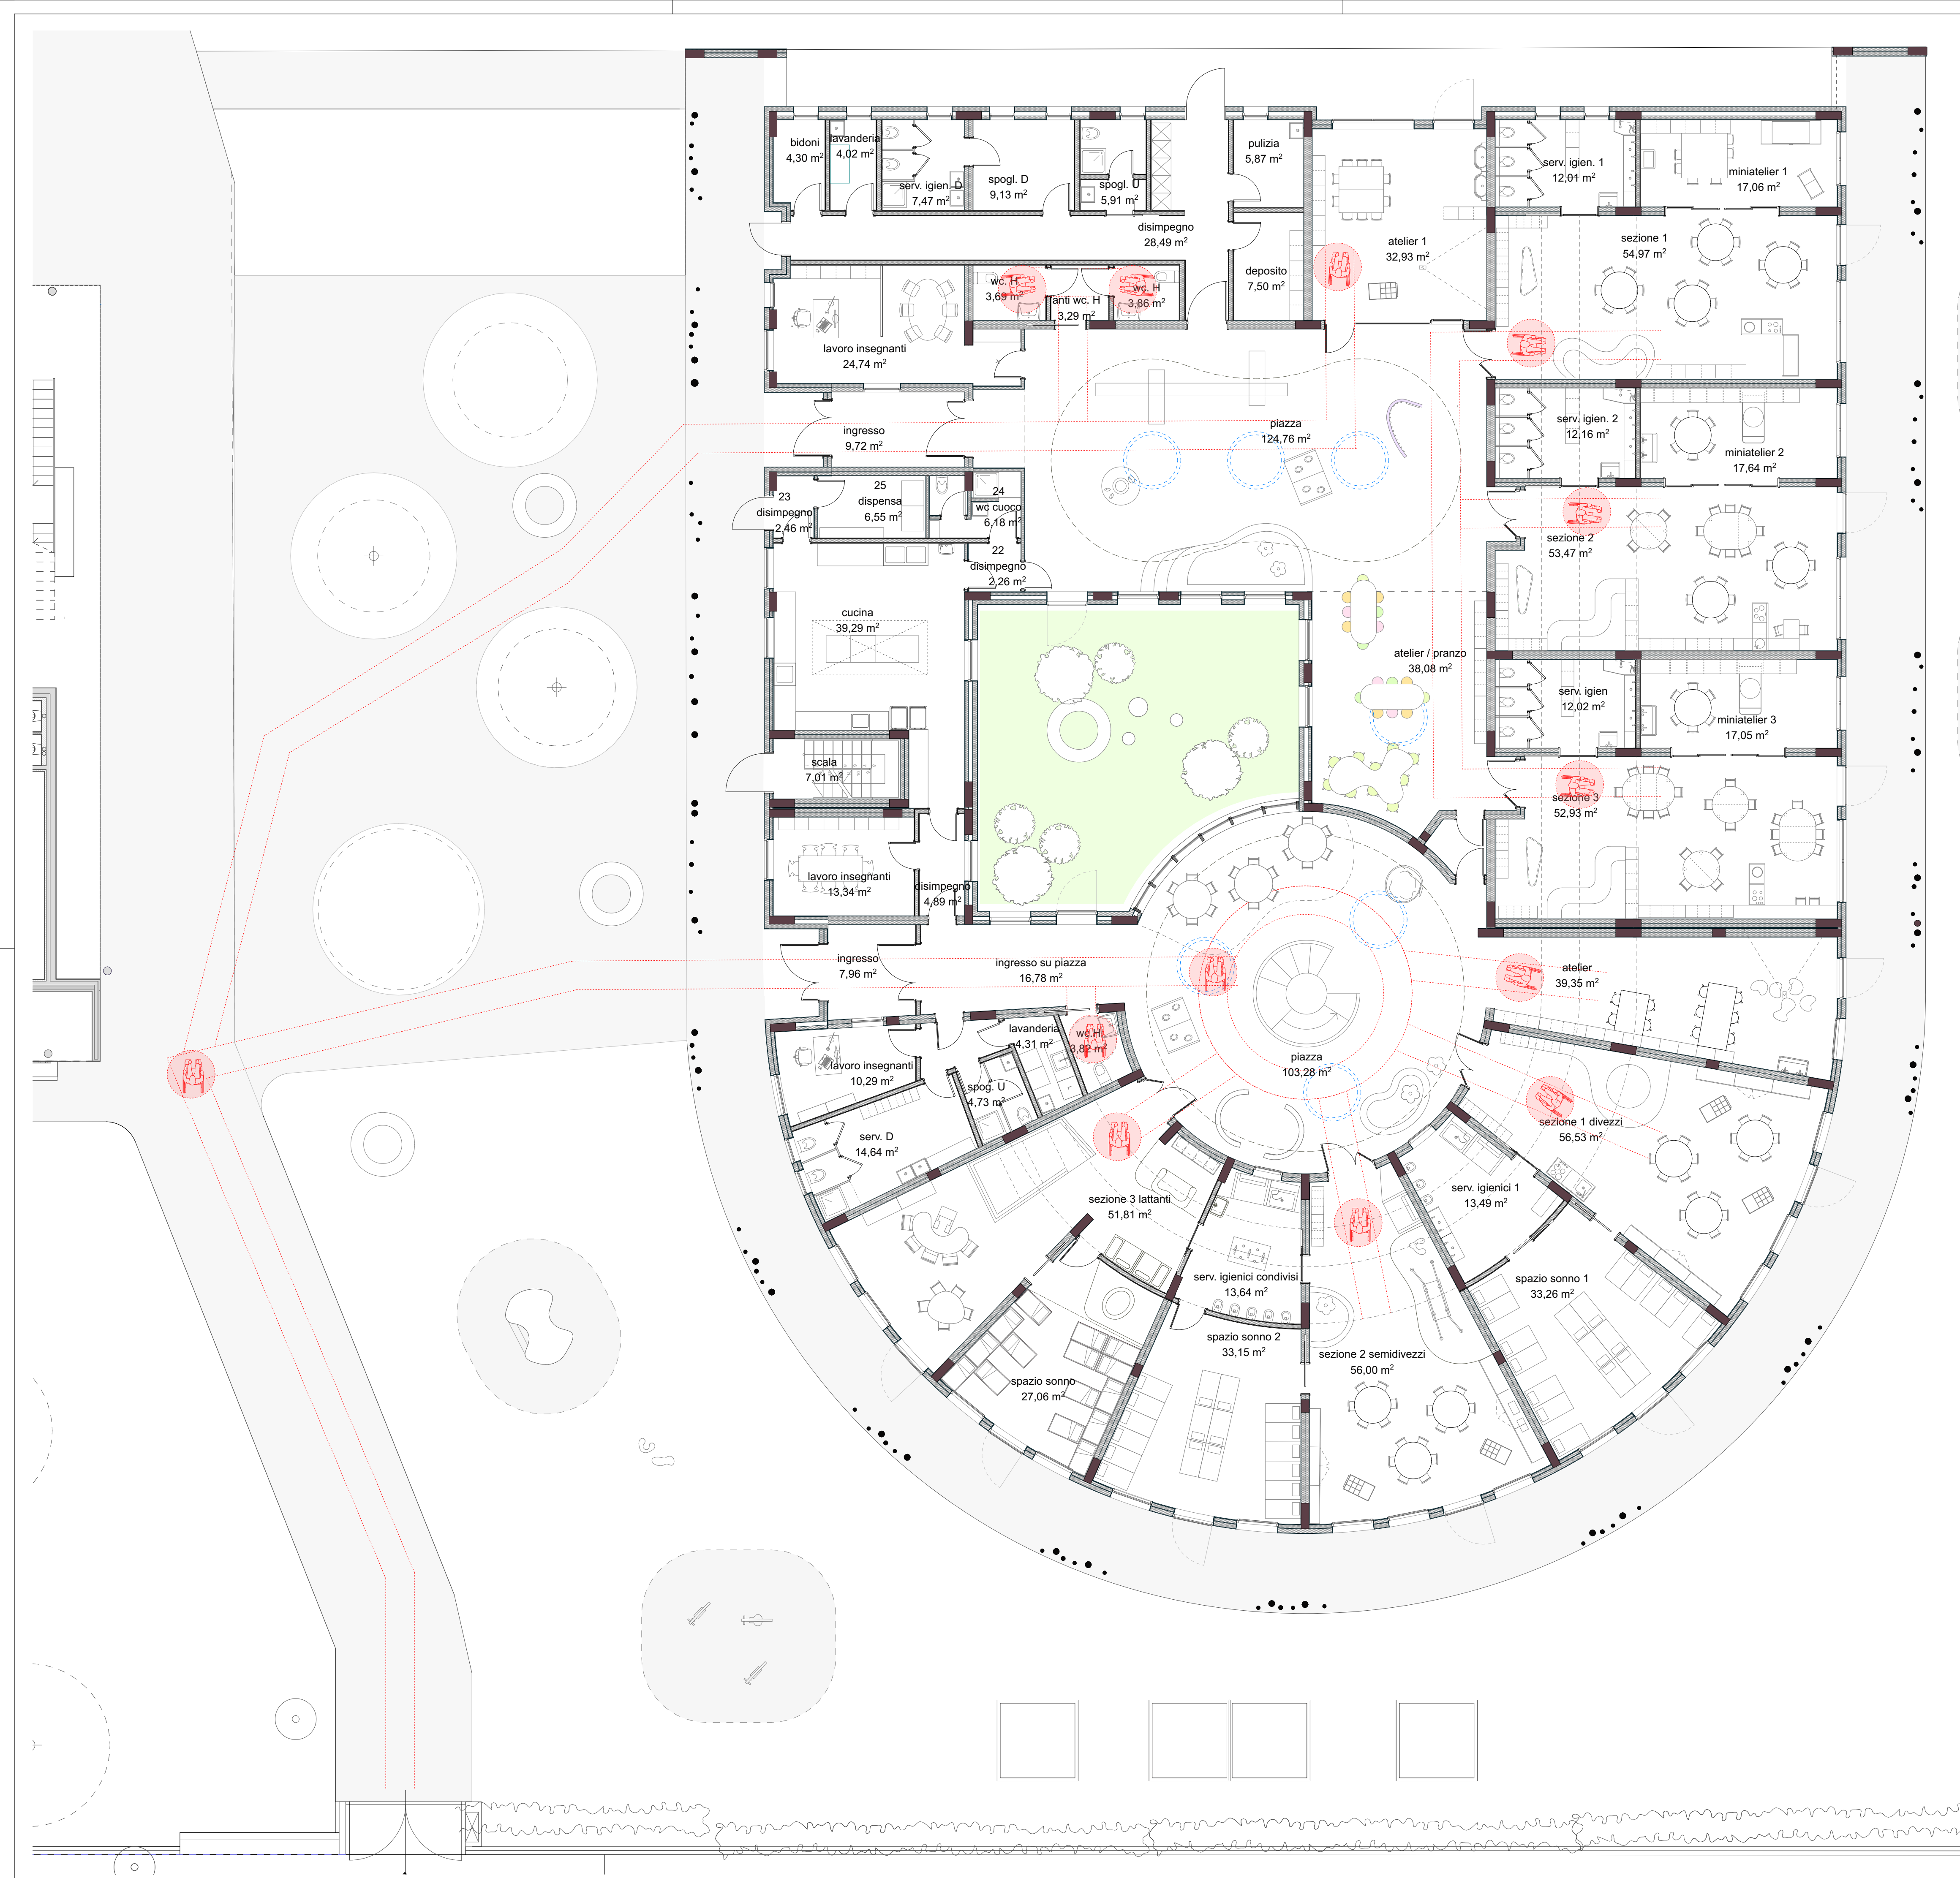 bidoni
4,30 m²
lavanderia
4,02 m²
serv. igien. D
7,47 m²
spogl. D
9,13 m²
spogl. U
5,91 m²
pulizia
5,87 m²
disimpegno
28,49 m²
deposito
7,50 m²
atelier 1
32,93 m²
serv. igien. 1
12,01 m²
miniatelier 1
17,06 m²
sezione 1
54,97 m²
wc. H
3,69 m²
anti wc. H
3,29 m²
wc. H
3,86 m²
lavoro insegnanti
24,74 m²
ingresso
9,72 m²
piazza
124,76 m²
serv. igien. 2
12,16 m²
miniatelier 2
17,64 m²
23
disimpegno
2,46 m²
25
dispensa
6,55 m²
24
wc cuoco
6,18 m²
22
disimpegno
2,26 m²
sezione 2
53,47 m²
cucina
39,29 m²
atelier / pranzo
38,08 m²
serv. igien
12,02 m²
miniatelier 3
17,05 m²
scala
7,01 m²
sezione 3
52,93 m²
lavoro insegnanti
13,34 m²
disimpegno
4,89 m²
ingresso
7,96 m²
ingresso su piazza
16,78 m²
atelier
39,35 m²
lavanderia
4,31 m²
wc.H.
3,82 m²
lavoro insegnanti
10,29 m²
spog. U
4,73 m²
piazza
103,28 m²
serv. D
14,64 m²
sezione 1 divezzi
56,53 m²
sezione 3 lattanti
51,81 m²
serv. igienici 1
13,49 m²
serv. igienici condivisi
13,64 m²
spazio sonno 1
33,26 m²
spazio sonno 2
33,15 m²
sezione 2 semidivezzi
56,00 m²
spazio sonno
27,06 m²